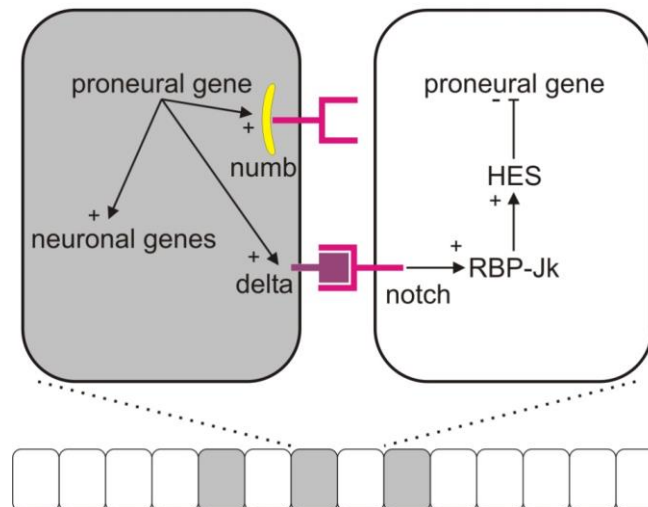 proneural gene
+
numb
+
neuronal genes
+
delta
proneural gene
-
HES
+
+
RBP-Jk
notch